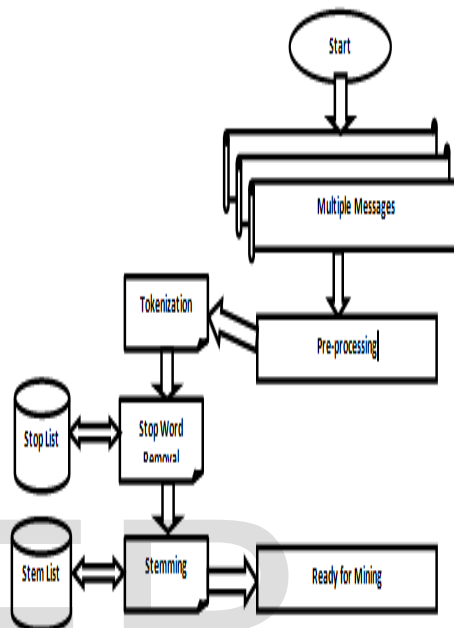 Start
Multiple Messages
Tokenization
Pre-processing
Stop List
Stop Word
Removal
Stem List
Stemming
Ready for Mining